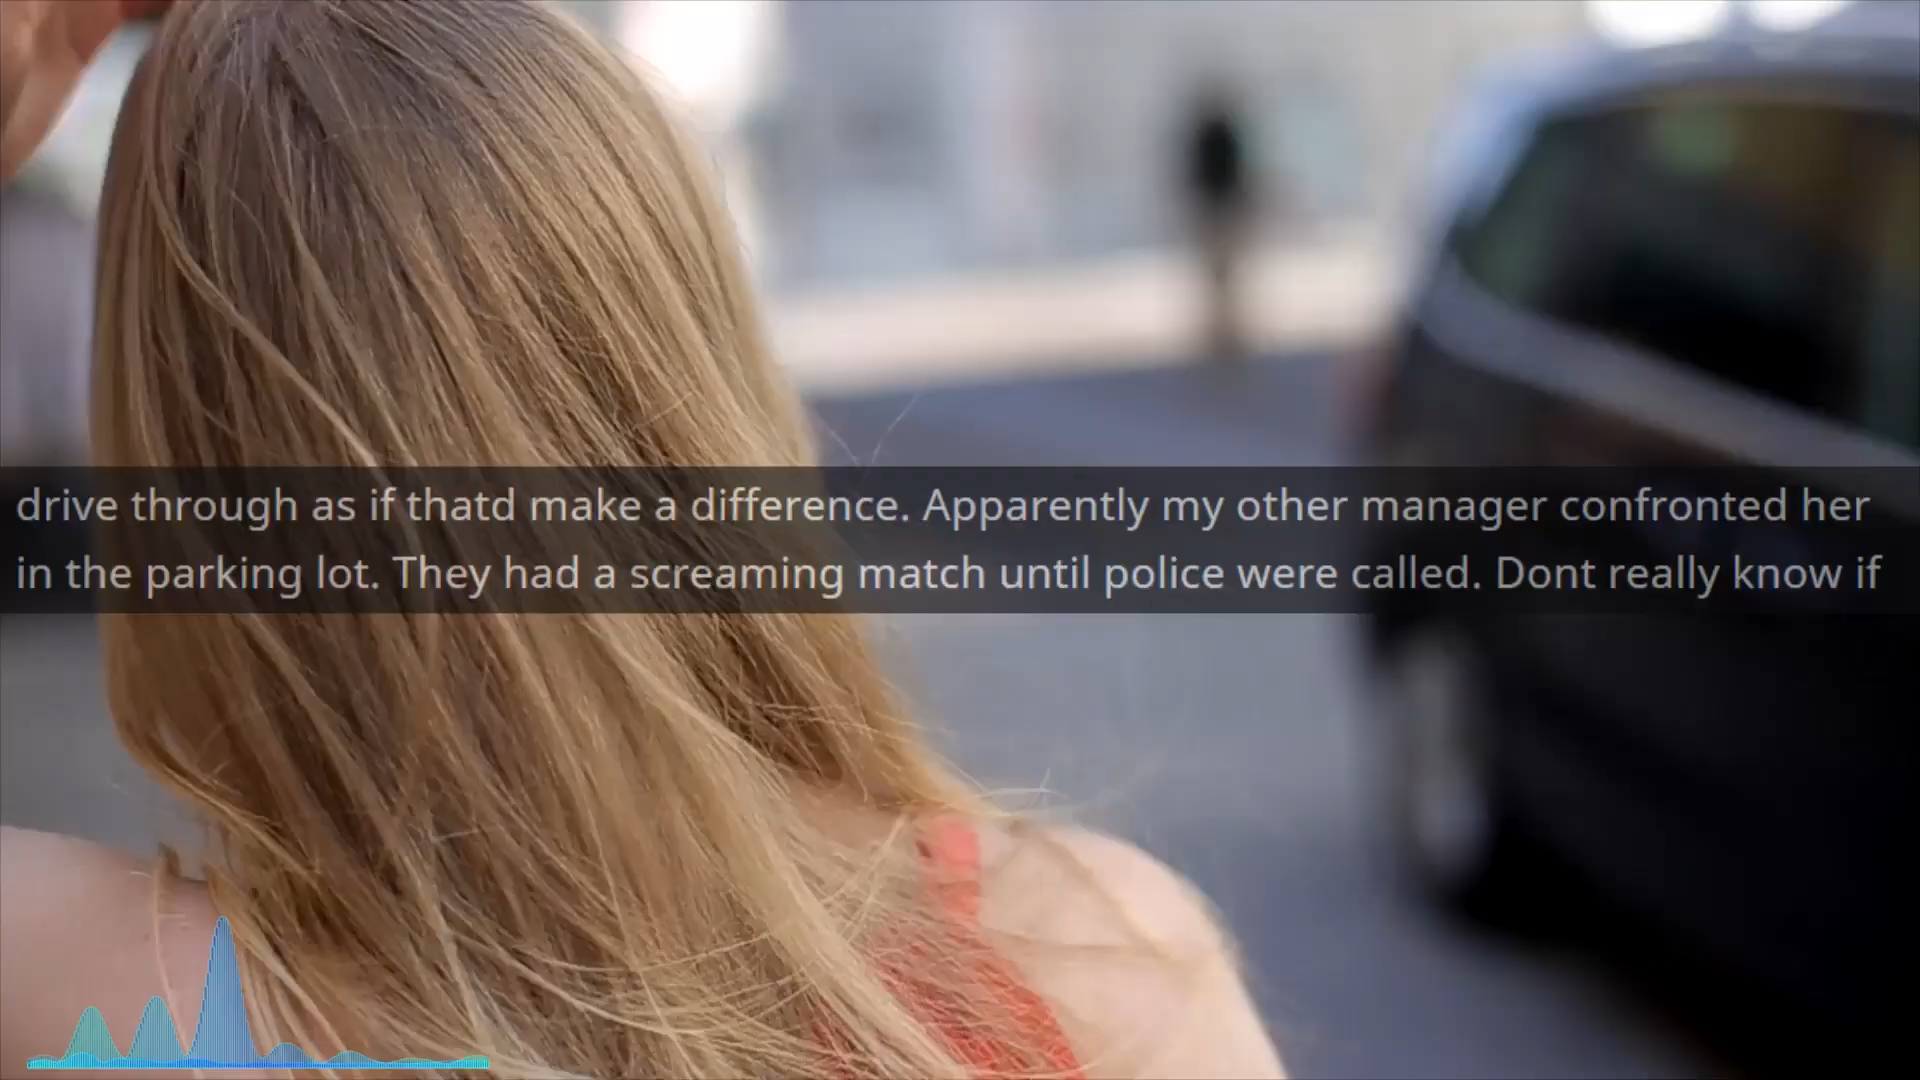 drive through as if thatd make a difference. Apparently my other manager confronted her
in the parking lot. They had a screaming match until police were called. Dont really know if